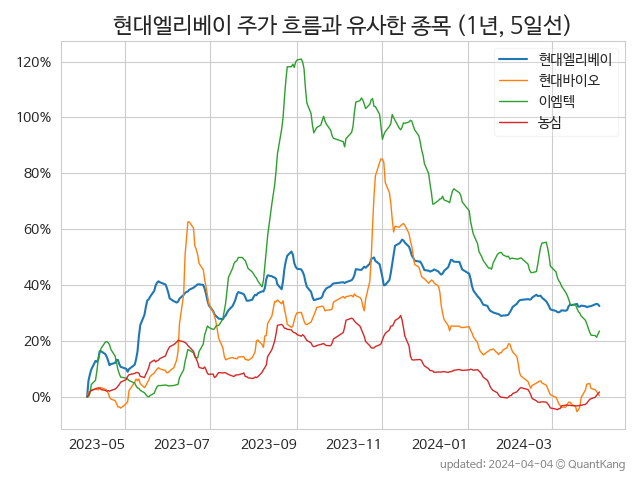 현대엘리베이 주가 흐름과 유사한 종목 (1년, 5일선)
현대엘리베이
현대바이오
이엠텍
농심
120%
100%
80%
60%
40%
20%
0%
2023-05 2023-07 2023-09 2023-11 2024-01 2024-03
updated: 2024-04-04 ⓒ QuantKang